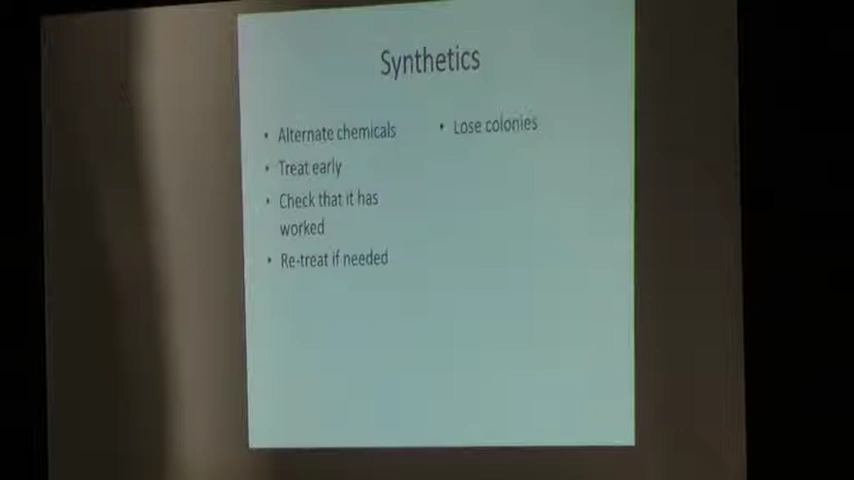 Synthetics
• Alternate chemicals
• Treat early
• Check that it has
worked
• Re-treat if needed
• Lose colonies